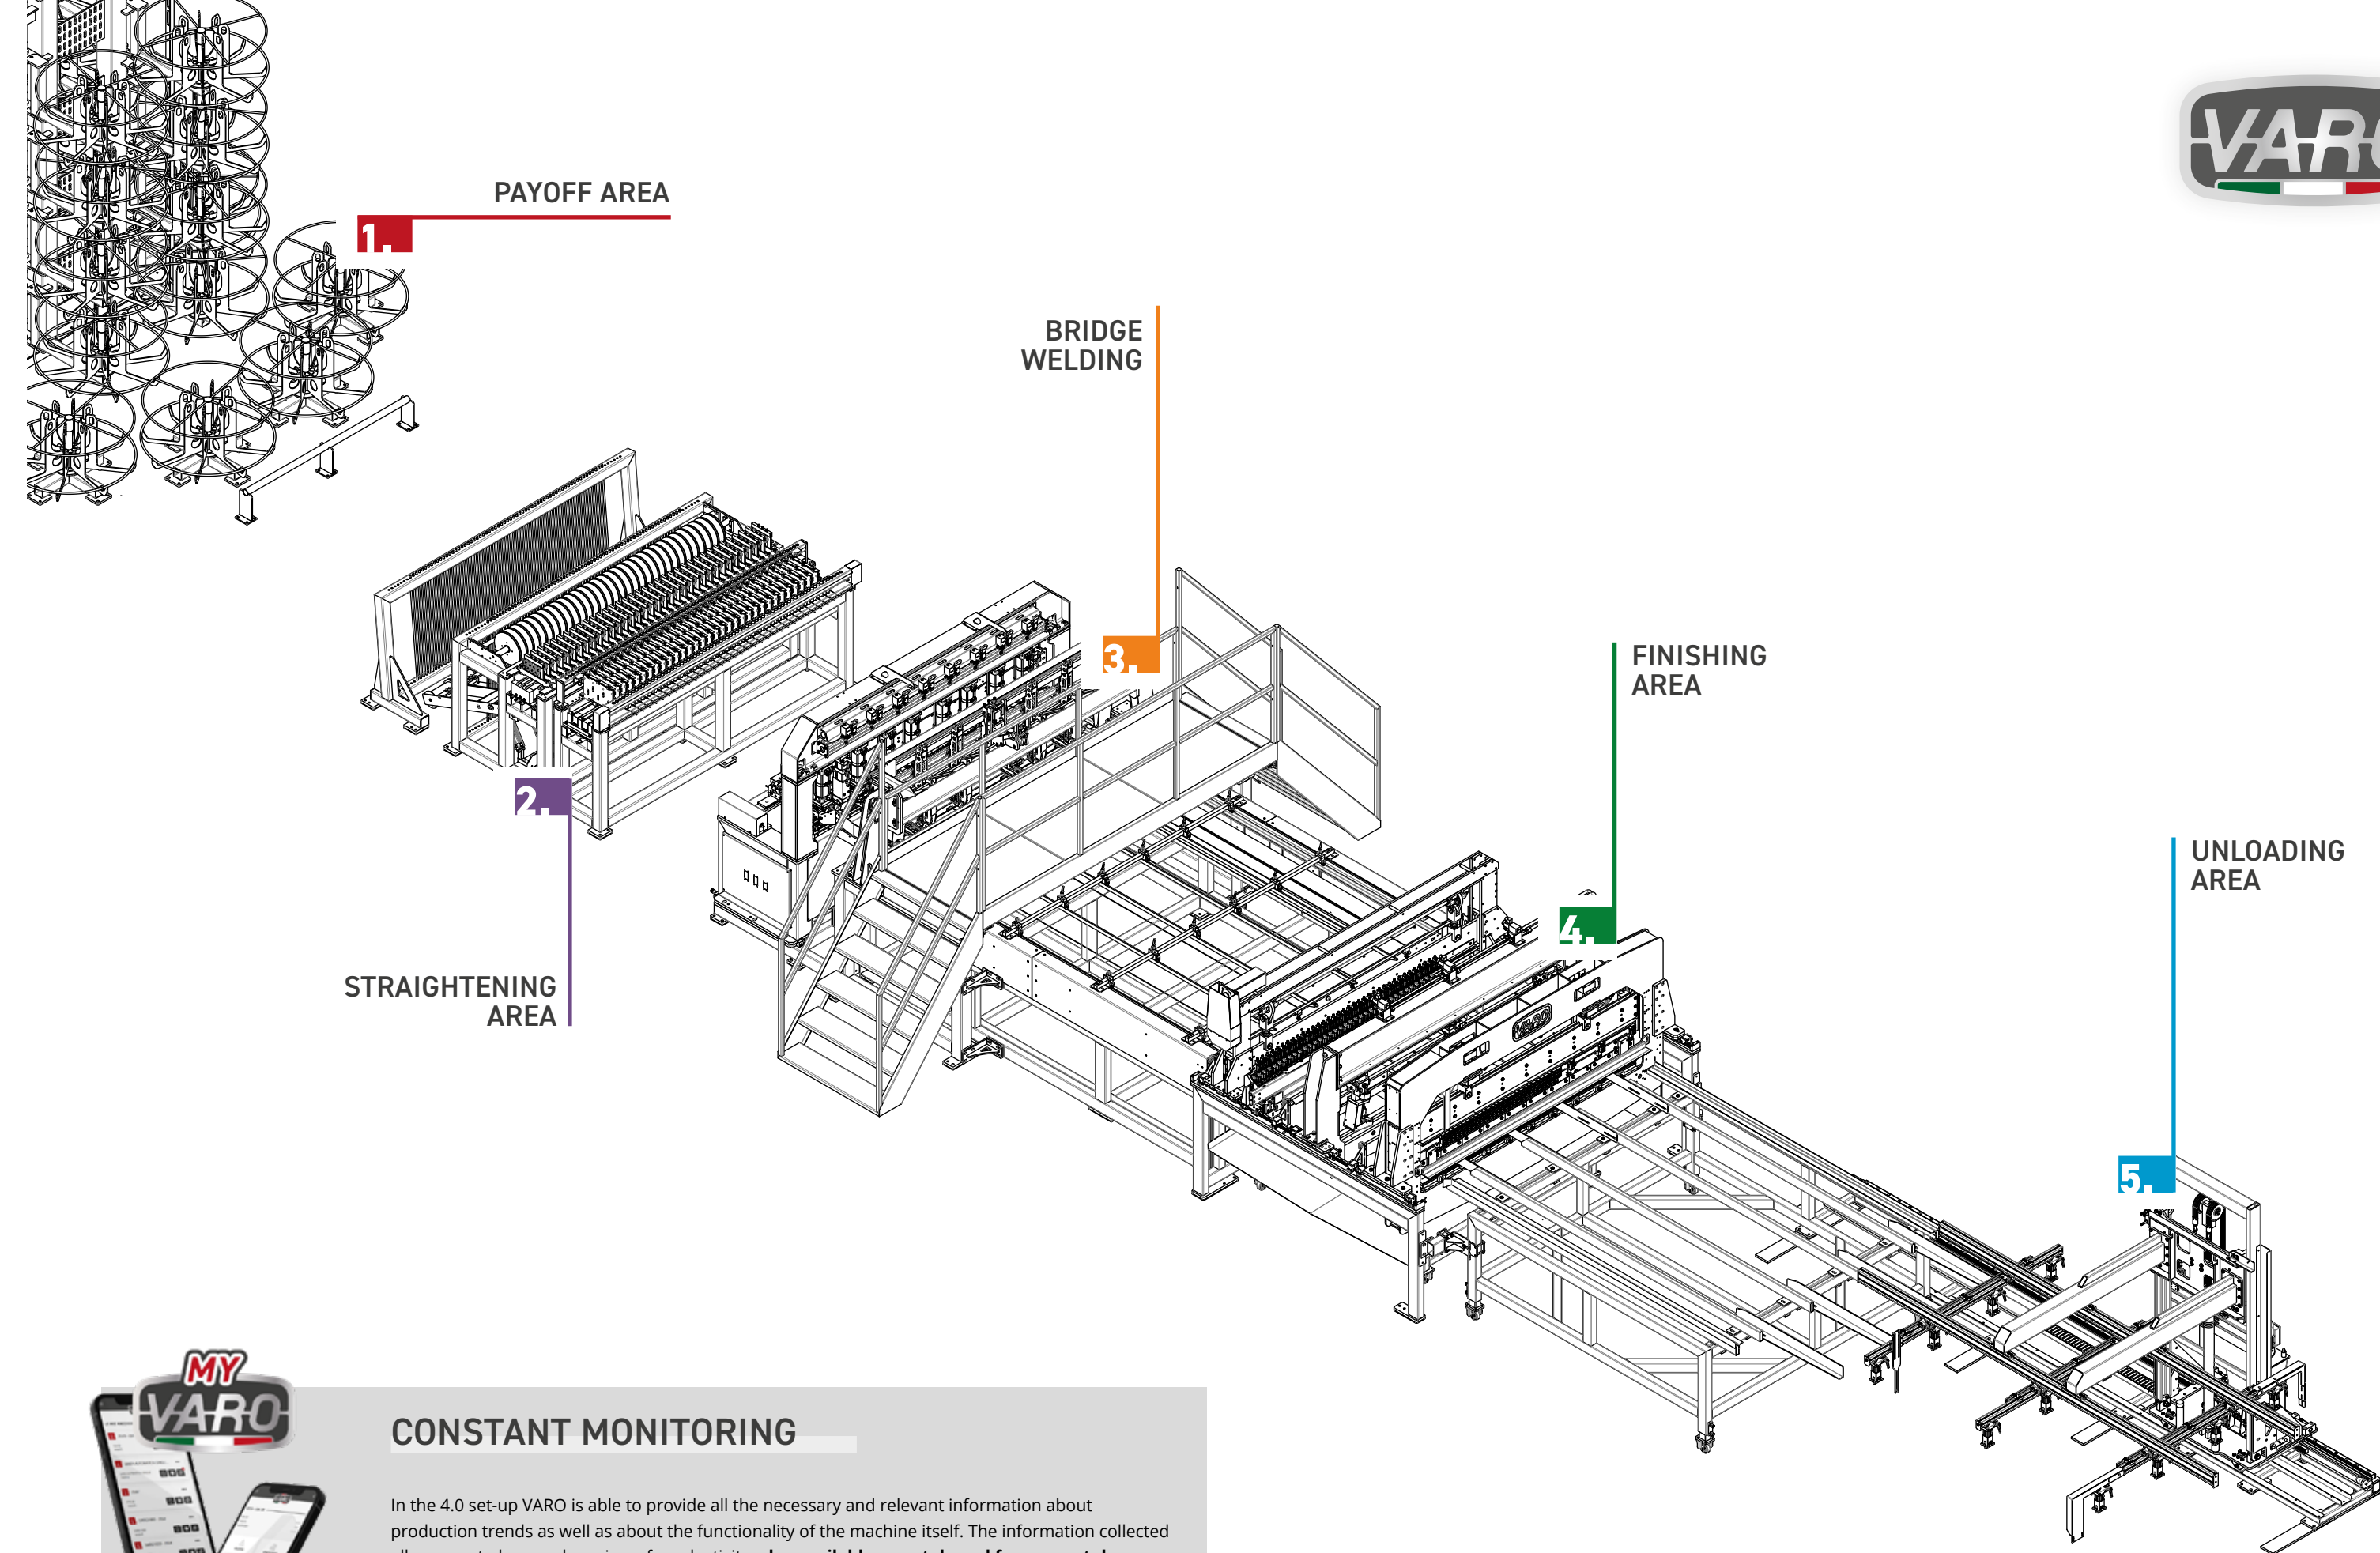 PAYOFF AREA
1.
VARO
BRIDGE
WELDING
3.
FINISHING
AREA
4.
2.
STRAIGHTENING
AREA
UNLOADING
AREA
5.
VARO
MY
VARO
CONSTANT MONITORING
In the 4.0 set-up VARO is able to provide all the necessary and relevant information about
production trends as well as about the functionality of the machine itself. The information collected